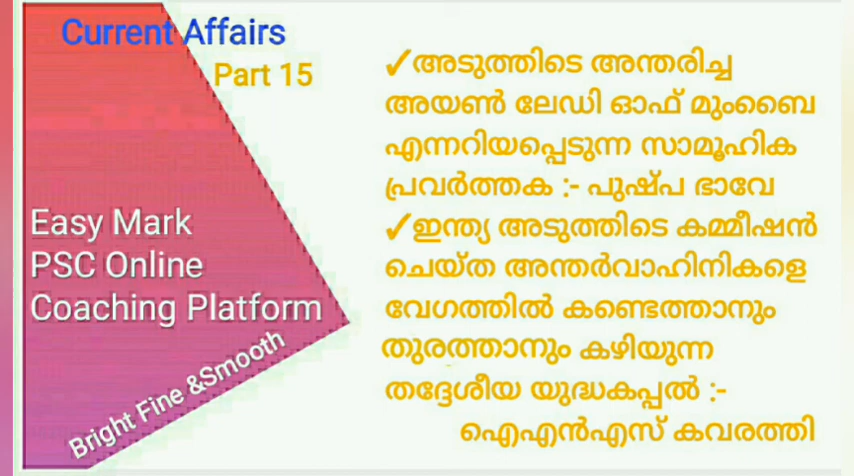 Current Affairs
Part 15
Easy Mark
PSC Online
Coaching Platform
Bright Fine &Smooth
✓അടുത്തിടെ അന്തരിച്ച
അയൺ ലേഡി ഓഫ് മുംബൈ
എന്നറിയപ്പെടുന്ന സാമൂഹിക
പ്രവർത്തക :- പുഷ്പ ഭാവേ
✓ഇന്ത്യ അടുത്തിടെ കമ്മീഷൻ
ചെയ്ത അന്തർവാഹിനികളെ
വേഗത്തിൽ കണ്ടെത്താനും
തുരത്താനും കഴിയുന്ന
തദ്ദേശീയ യുദ്ധകപ്പൽ :-
ഐഎൻഎസ് കവരത്തി